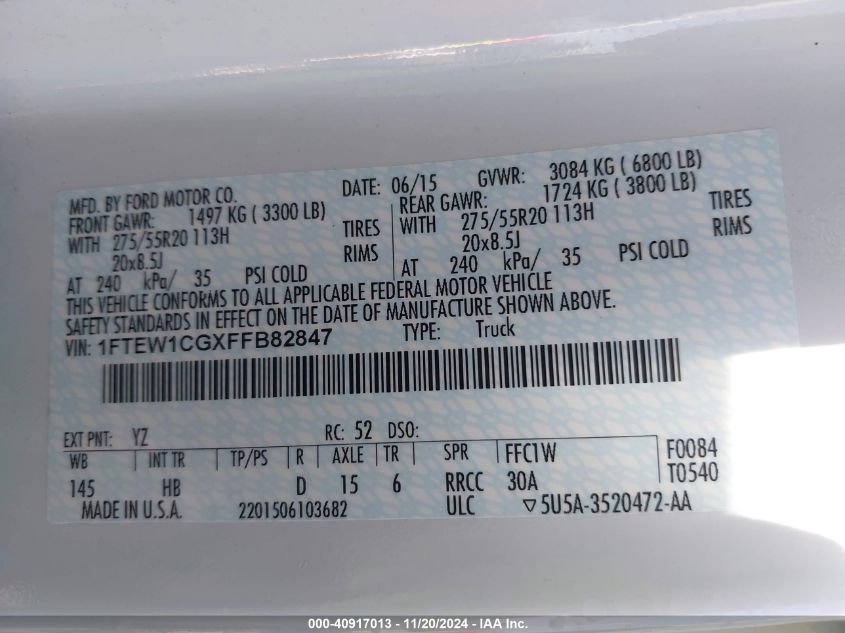 MFD. BY FORD MOTOR CO. DATE: 06/15 GVWR: 3084 KG ( 6800 LB)
FRONT GAWR: 1497 KG ( 3300 LB) REAR GAWR: 1724 KG ( 3800 LB)
WITH 275/55R20 113H TIRES WITH 275/55R20 113H TIRES
20x8.5J RIMS 20x8.5J RIMS
AT 240 kPa/ 35 PSI COLD AT 240 kPa/ 35 PSI COLD
THIS VEHICLE CONFORMS TO ALL APPLICABLE FEDERAL MOTOR VEHICLE
SAFETY STANDARDS IN EFFECT ON THE DATE OF MANUFACTURE SHOWN ABOVE.
VIN: 1FTEW1CGXFFB82847 TYPE: Truck
EXT PNT: YZ RC: 52 DSO:
WB INT TR TP/PS R AXLE TR SPR FFC1W F0084
145 HB D 15 6 RRCC 30A T0540
MADE IN U.S.A. 2201506103682 ULC ▽5U5A-3520472-AA
000-40917013 - 11/20/2024 - IAA Inc.